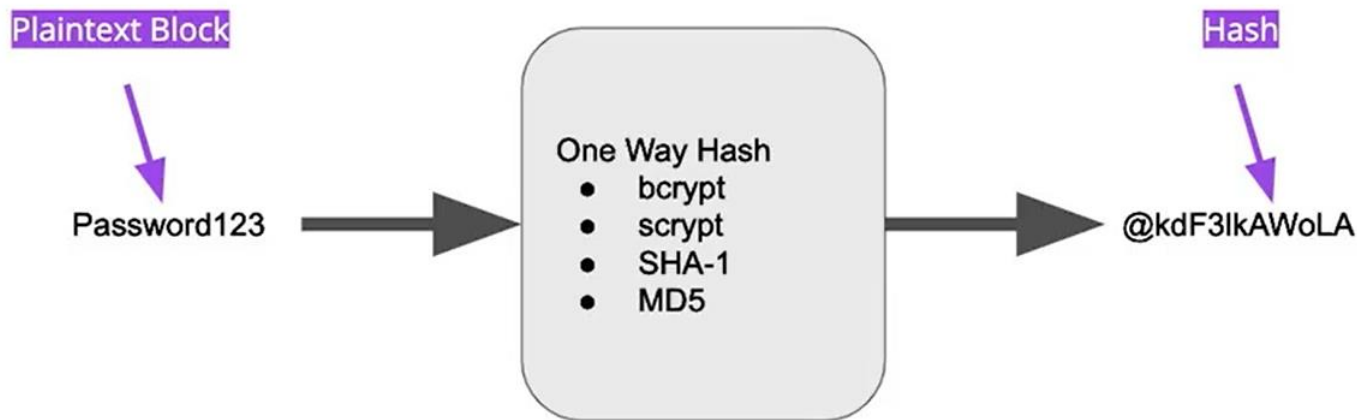 Plaintext Block
Hash
One Way Hash
● bcrypt
● scrypt
● SHA-1
● MD5
Password123
@kdF3lkAWoLA